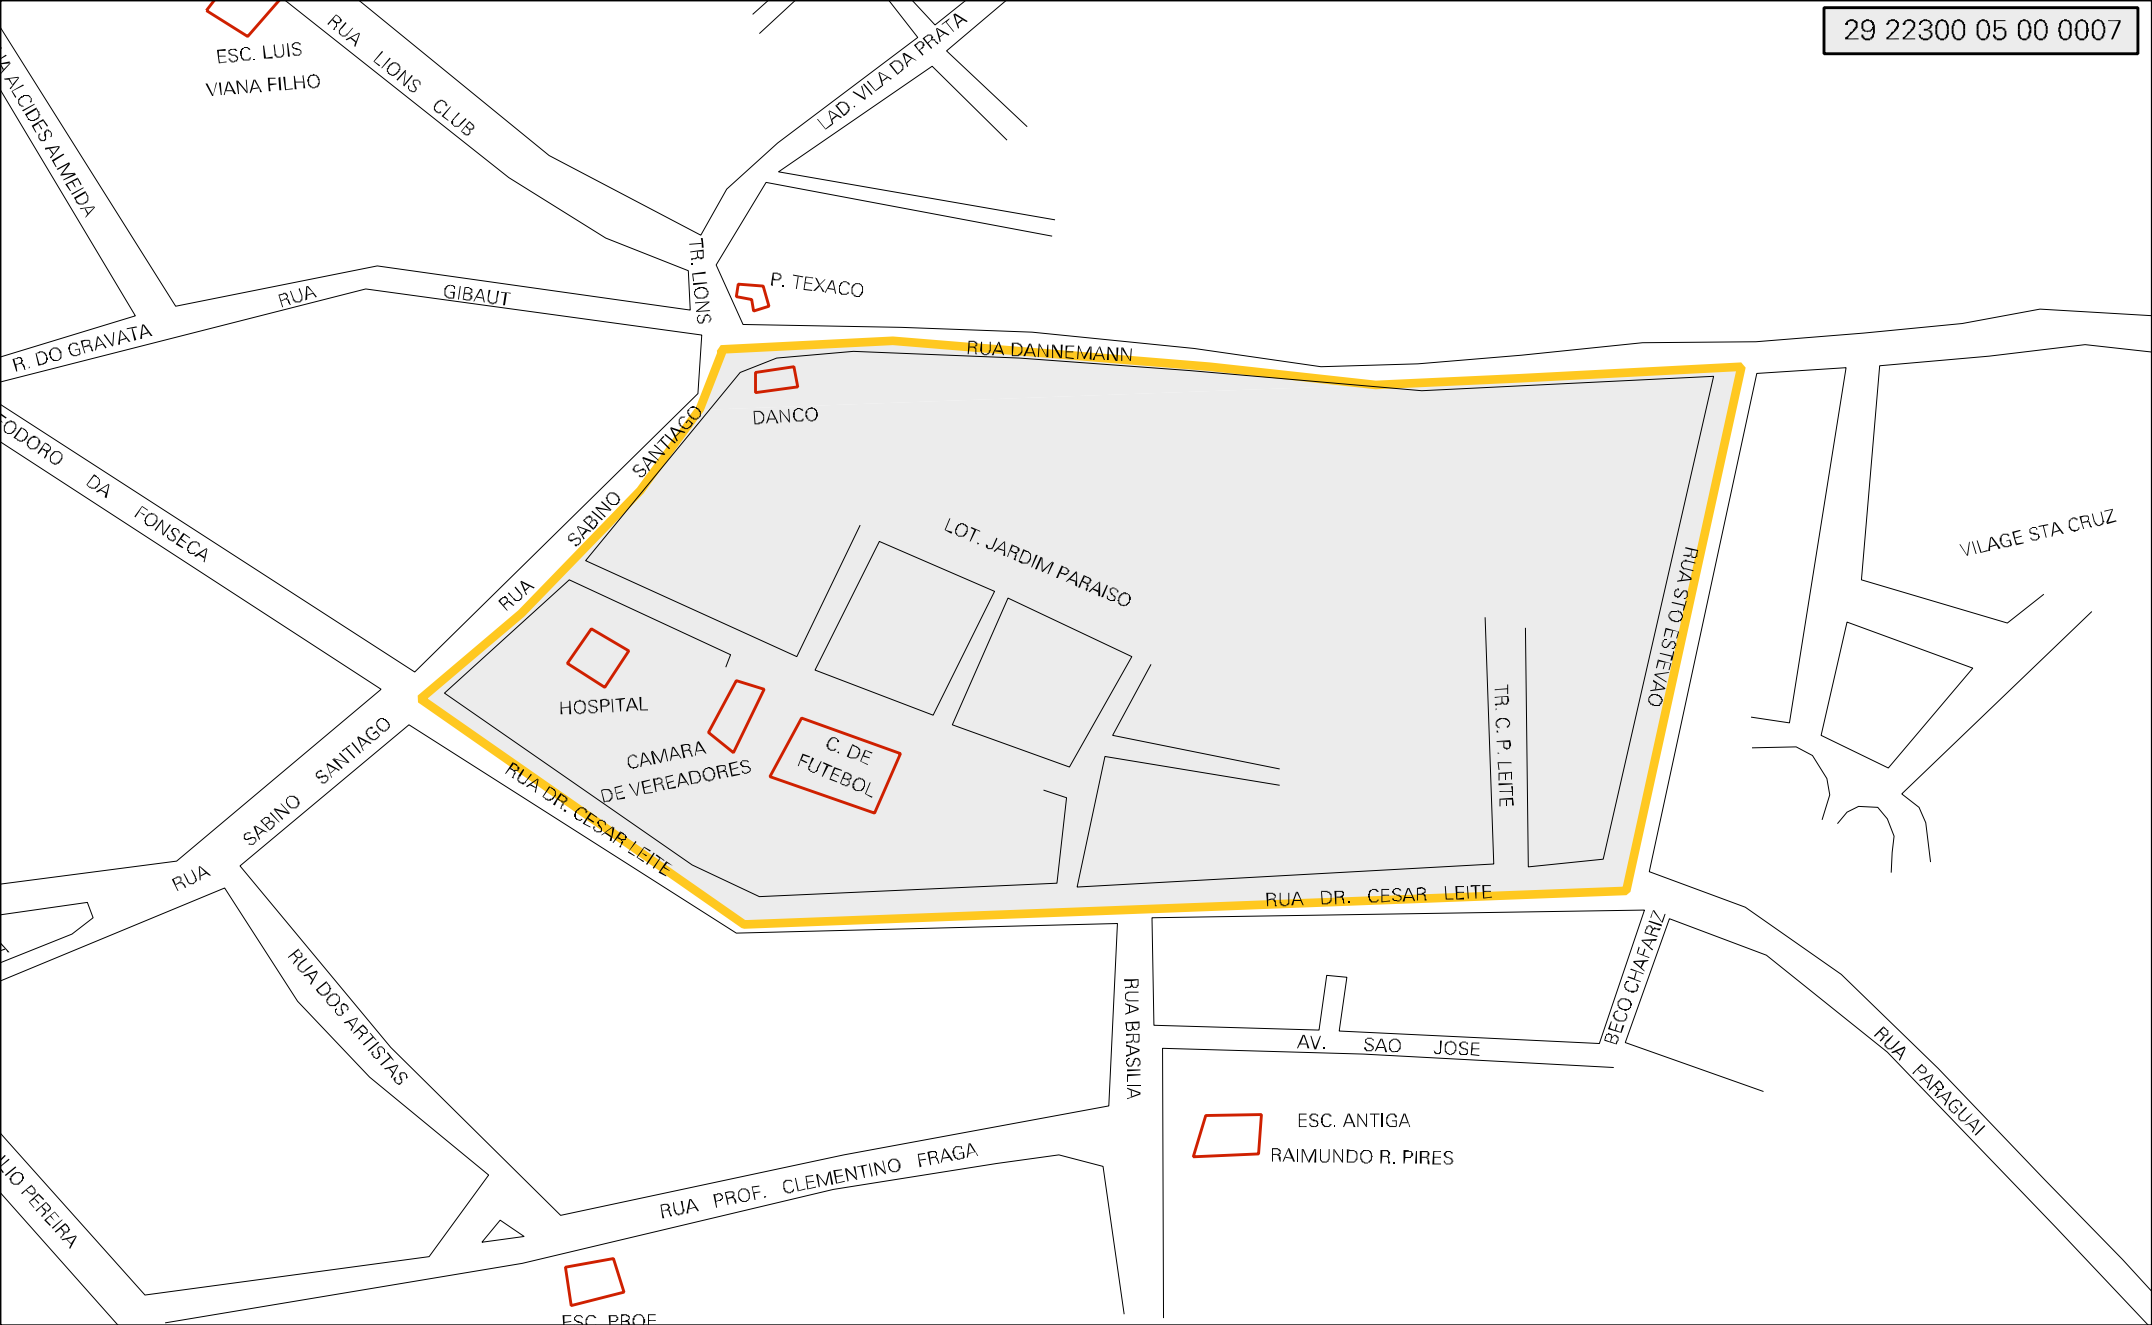 29 22300 05 00 0007
ESC. LUIS
VIANA FILHO
RUA LIONS CLUB
LAD. VILA DA PRATA
ALCIDES ALMEIDA
TR. LIONS
P. TEXACO
RUA GIBAUT
R. DO GRAVATA
RUA DANNEMANN
DANCO
RUA SABINO SANTIAGO
DA FONSECA
LOT. JARDIM PARAISO
VILAGE STA CRUZ
RUA STO ESTEVAO
HOSPITAL
CAMARA
DE VEREADORES
C. DE
FUTEBOL
TR. C. P. LEITE
RUA DR. CESAR LEITE
RUA SABINO SANTIAGO
RUA DR. CESAR LEITE
BECO CHAFARIZ
RUA DOS ARTISTAS
RUA BRASILIA
AV. SAO JOSE
RUA PARAGUAI
ESC. ANTIGA
RAIMUNDO R. PIRES
RUA PROF. CLEMENTINO FRAGA
PEREIRA
ESC. PROF